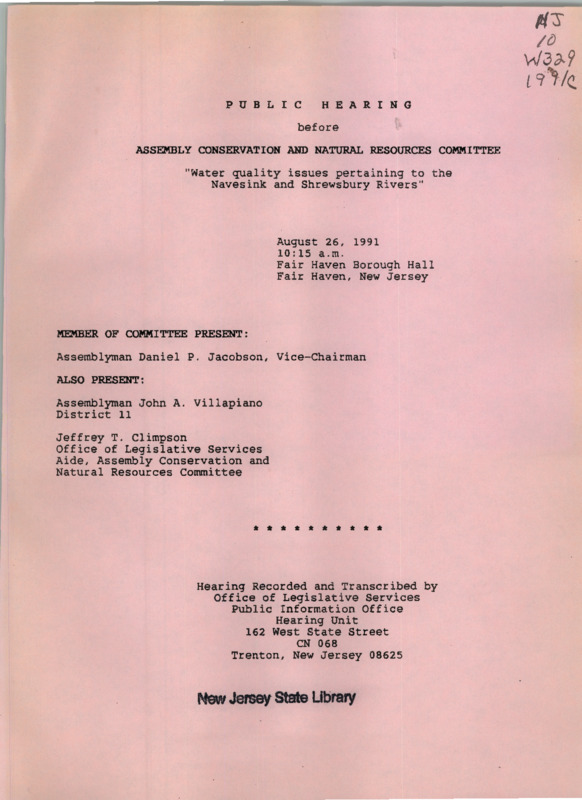 NJ
10
W329
1991c
P U B L I C   H E A R I N G
before
ASSEMBLY CONSERVATION AND NATURAL RESOURCES COMMITTEE
"Water quality issues pertaining to the
Navesink and Shrewsbury Rivers"
August 26, 1991
10:15 a.m.
Fair Haven Borough Hall
Fair Haven, New Jersey
MEMBER OF COMMITTEE PRESENT:
Assemblyman Daniel P. Jacobson, Vice-Chairman
ALSO PRESENT:
Assemblyman John A. Villapiano
District 11
Jeffrey T. Climpson
Office of Legislative Services
Aide, Assembly Conservation and
Natural Resources Committee
* * * * * * * * * *
Hearing Recorded and Transcribed by
Office of Legislative Services
Public Information Office
Hearing Unit
162 West State Street
CN 068
Trenton, New Jersey 08625
New Jersey State Library